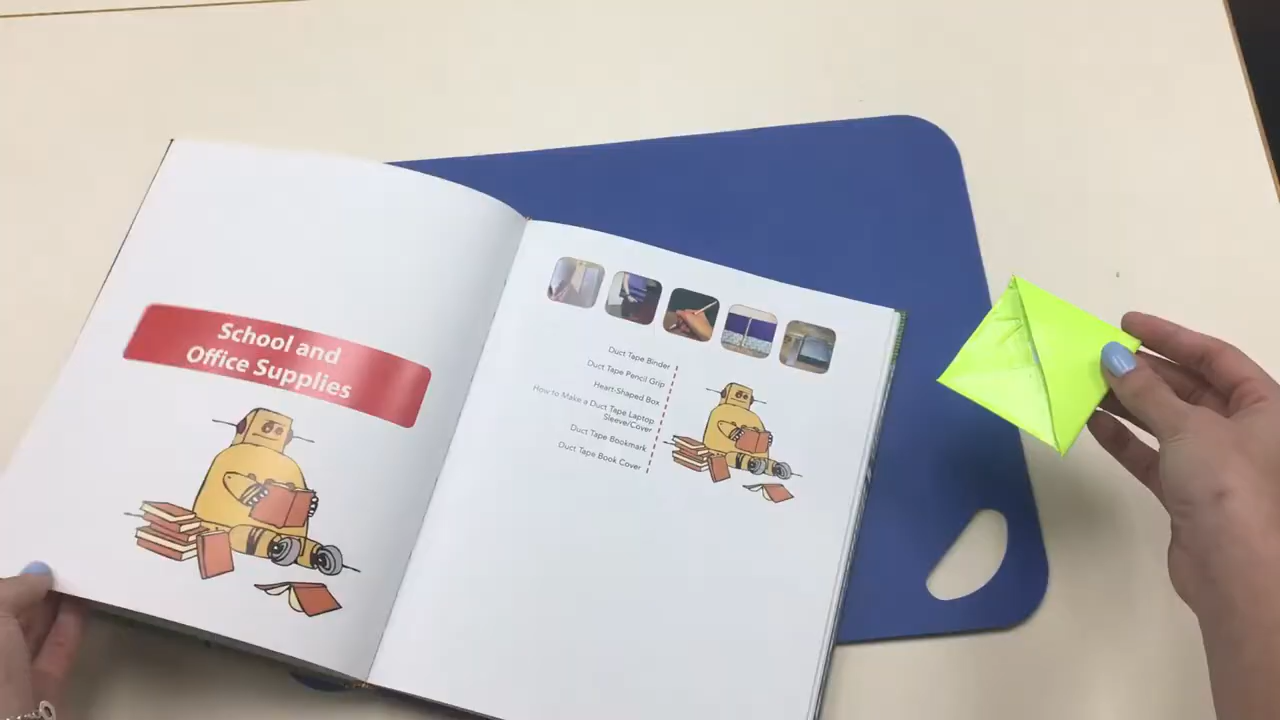 School and
Office Supplies
Duct Tape Binder
Duct Tape Pencil Grip
Heart-Shaped Box
How to Make a Duct Tape Laptop
Sleeve/Cover
Duct Tape Bookmark
Duct Tape Book Cover